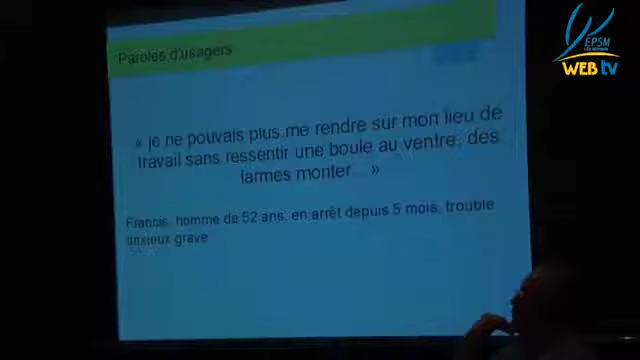 Paroles d'usagers
« je ne pouvais plus me rendre sur mon lieu de
travail sans ressentir une boule au ventre, des
larmes monter... »
Francis, homme de 52 ans, en arrêt depuis 5 mois, trouble
anxieux grave
EPSM
WEB tv